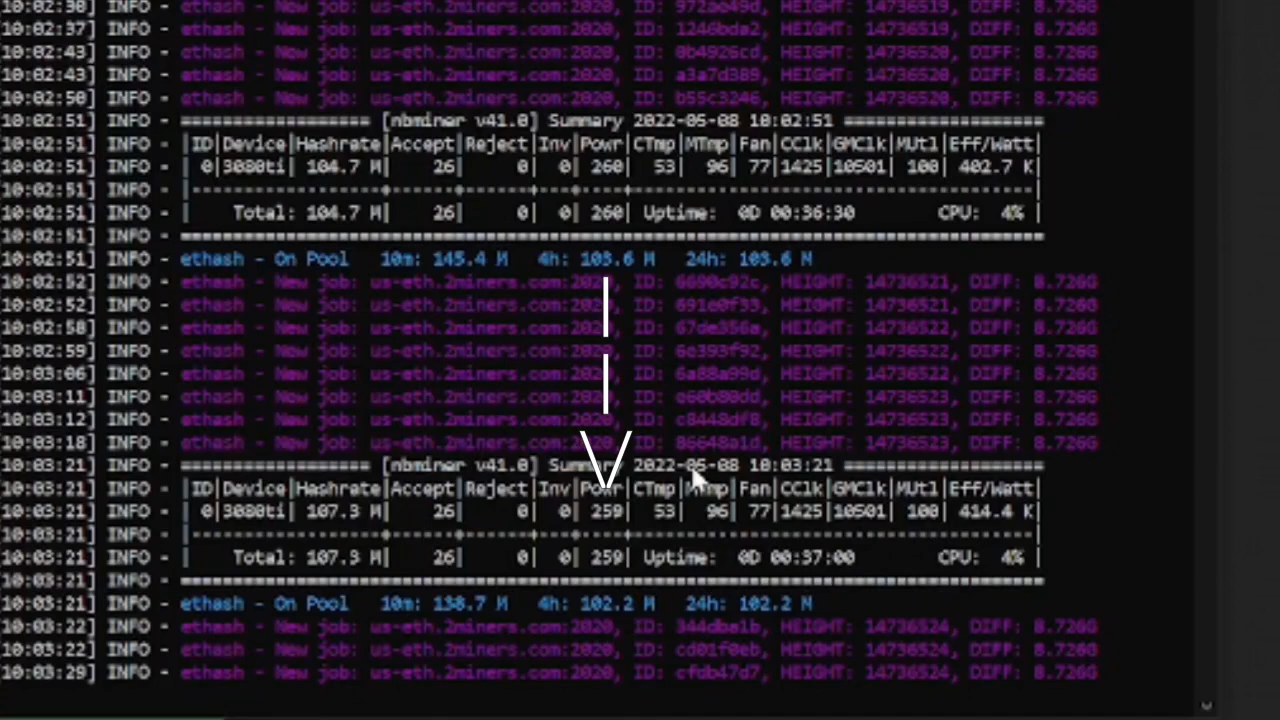 10:02:30] INFO - ethash - New job: us-eth.2miners.com:2020, ID: 972ae49d, HEIGHT: 14736519, DIFF: 8.726G
10:02:37] INFO - ethash - New job: us-eth.2miners.com:2020, ID: 1246bda2, HEIGHT: 14736519, DIFF: 8.726G
10:02:43] INFO - ethash - New job: us-eth.2miners.com:2020, ID: 0b4926cd, HEIGHT: 14736520, DIFF: 8.726G
10:02:43] INFO - ethash - New job: us-eth.2miners.com:2020, ID: a3a7d389, HEIGHT: 14736520, DIFF: 8.726G
10:02:50] INFO - ethash - New job: us-eth.2miners.com:2020, ID: b55c3246, HEIGHT: 14736520, DIFF: 8.726G
10:02:51] INFO - ================== [nbminer v41.0] Summary 2022-05-08 10:02:51 ===================
10:02:51] INFO - |ID|Device|Hashrate|Accept|Reject|Inv|Powr|CTmp|MTmp|Fan|CClk|GMClk|MUtl|Eff/Watt|
10:02:51] INFO - | 0|3080ti| 104.7 M| 26| 0| 0| 260| 53| 96| 77|1425|10501| 100| 402.7 K|
10:02:51] INFO - |------------------+------+------+---+----+---------------------------------------|
10:02:51] INFO - | Total: 104.7 M| 26| 0| 0| 260| Uptime: 0D 00:36:30 CPU: 4% |
10:02:51] INFO - ===================================================================================
10:02:51] INFO - ethash - On Pool 10m: 145.4 M 4h: 103.6 M 24h: 103.6 M
10:02:52] INFO - ethash - New job: us-eth.2miners.com:2020, ID: 6690c92c, HEIGHT: 14736521, DIFF: 8.726G
10:02:52] INFO - ethash - New job: us-eth.2miners.com:2020, ID: 691e0f33, HEIGHT: 14736521, DIFF: 8.726G
10:02:58] INFO - ethash - New job: us-eth.2miners.com:2020, ID: 67de356a, HEIGHT: 14736522, DIFF: 8.726G
10:02:59] INFO - ethash - New job: us-eth.2miners.com:2020, ID: 6e393f92, HEIGHT: 14736522, DIFF: 8.726G
10:03:06] INFO - ethash - New job: us-eth.2miners.com:2020, ID: 6a88a99d, HEIGHT: 14736522, DIFF: 8.726G
10:03:11] INFO - ethash - New job: us-eth.2miners.com:2020, ID: e60b80dd, HEIGHT: 14736523, DIFF: 8.726G
10:03:12] INFO - ethash - New job: us-eth.2miners.com:2020, ID: c8448df8, HEIGHT: 14736523, DIFF: 8.726G
10:03:18] INFO - ethash - New job: us-eth.2miners.com:2020, ID: 86648a1d, HEIGHT: 14736523, DIFF: 8.726G
10:03:21] INFO - ================== [nbminer v41.0] Summary 2022-05-08 10:03:21 ===================
10:03:21] INFO - |ID|Device|Hashrate|Accept|Reject|Inv|Powr|CTmp|MTmp|Fan|CClk|GMClk|MUtl|Eff/Watt|
10:03:21] INFO - | 0|3080ti| 107.3 M| 26| 0| 0| 259| 53| 96| 77|1425|10501| 100| 414.4 K|
10:03:21] INFO - |------------------+------+------+---+----+---------------------------------------|
10:03:21] INFO - | Total: 107.3 M| 26| 0| 0| 259| Uptime: 0D 00:37:00 CPU: 4% |
10:03:21] INFO - ===================================================================================
10:03:21] INFO - ethash - On Pool 10m: 138.7 M 4h: 102.2 M 24h: 102.2 M
10:03:22] INFO - ethash - New job: us-eth.2miners.com:2020, ID: 344dba1b, HEIGHT: 14736524, DIFF: 8.726G
10:03:22] INFO - ethash - New job: us-eth.2miners.com:2020, ID: cd01f0eb, HEIGHT: 14736524, DIFF: 8.726G
10:03:29] INFO - ethash - New job: us-eth.2miners.com:2020, ID: cfdb47d7, HEIGHT: 14736524, DIFF: 8.726G